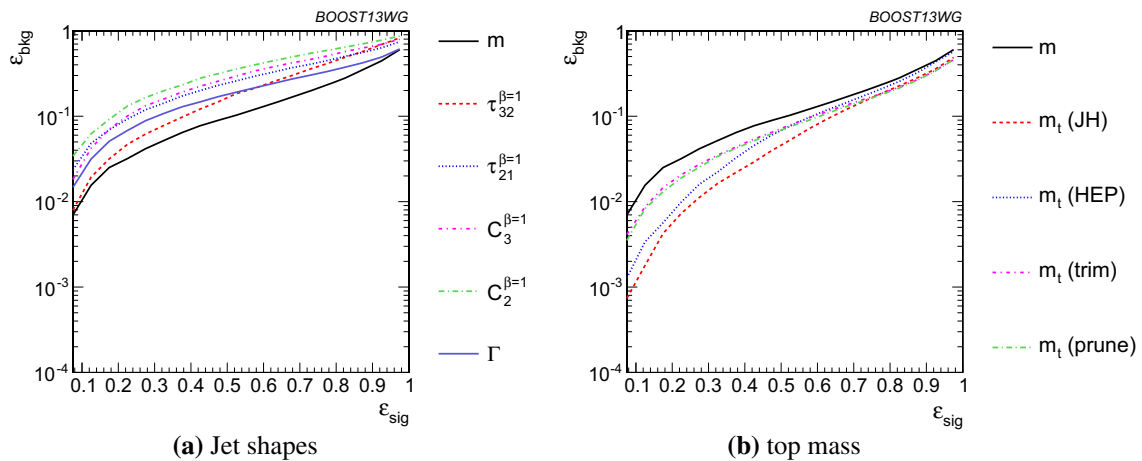 BOOST13WG
ε_bkg
1
10⁻¹
10⁻²
10⁻³
10⁻⁴
0.1 0.2 0.3 0.4 0.5 0.6 0.7 0.8 0.9 1
ε_sig
m
τ₃₂^β=1
τ₂₁^β=1
C₃^β=1
C₂^β=1
Γ
(a) Jet shapes
BOOST13WG
ε_bkg
1
10⁻¹
10⁻²
10⁻³
10⁻⁴
0.1 0.2 0.3 0.4 0.5 0.6 0.7 0.8 0.9 1
ε_sig
m
m_t (JH)
m_t (HEP)
m_t (trim)
m_t (prune)
(b) top mass